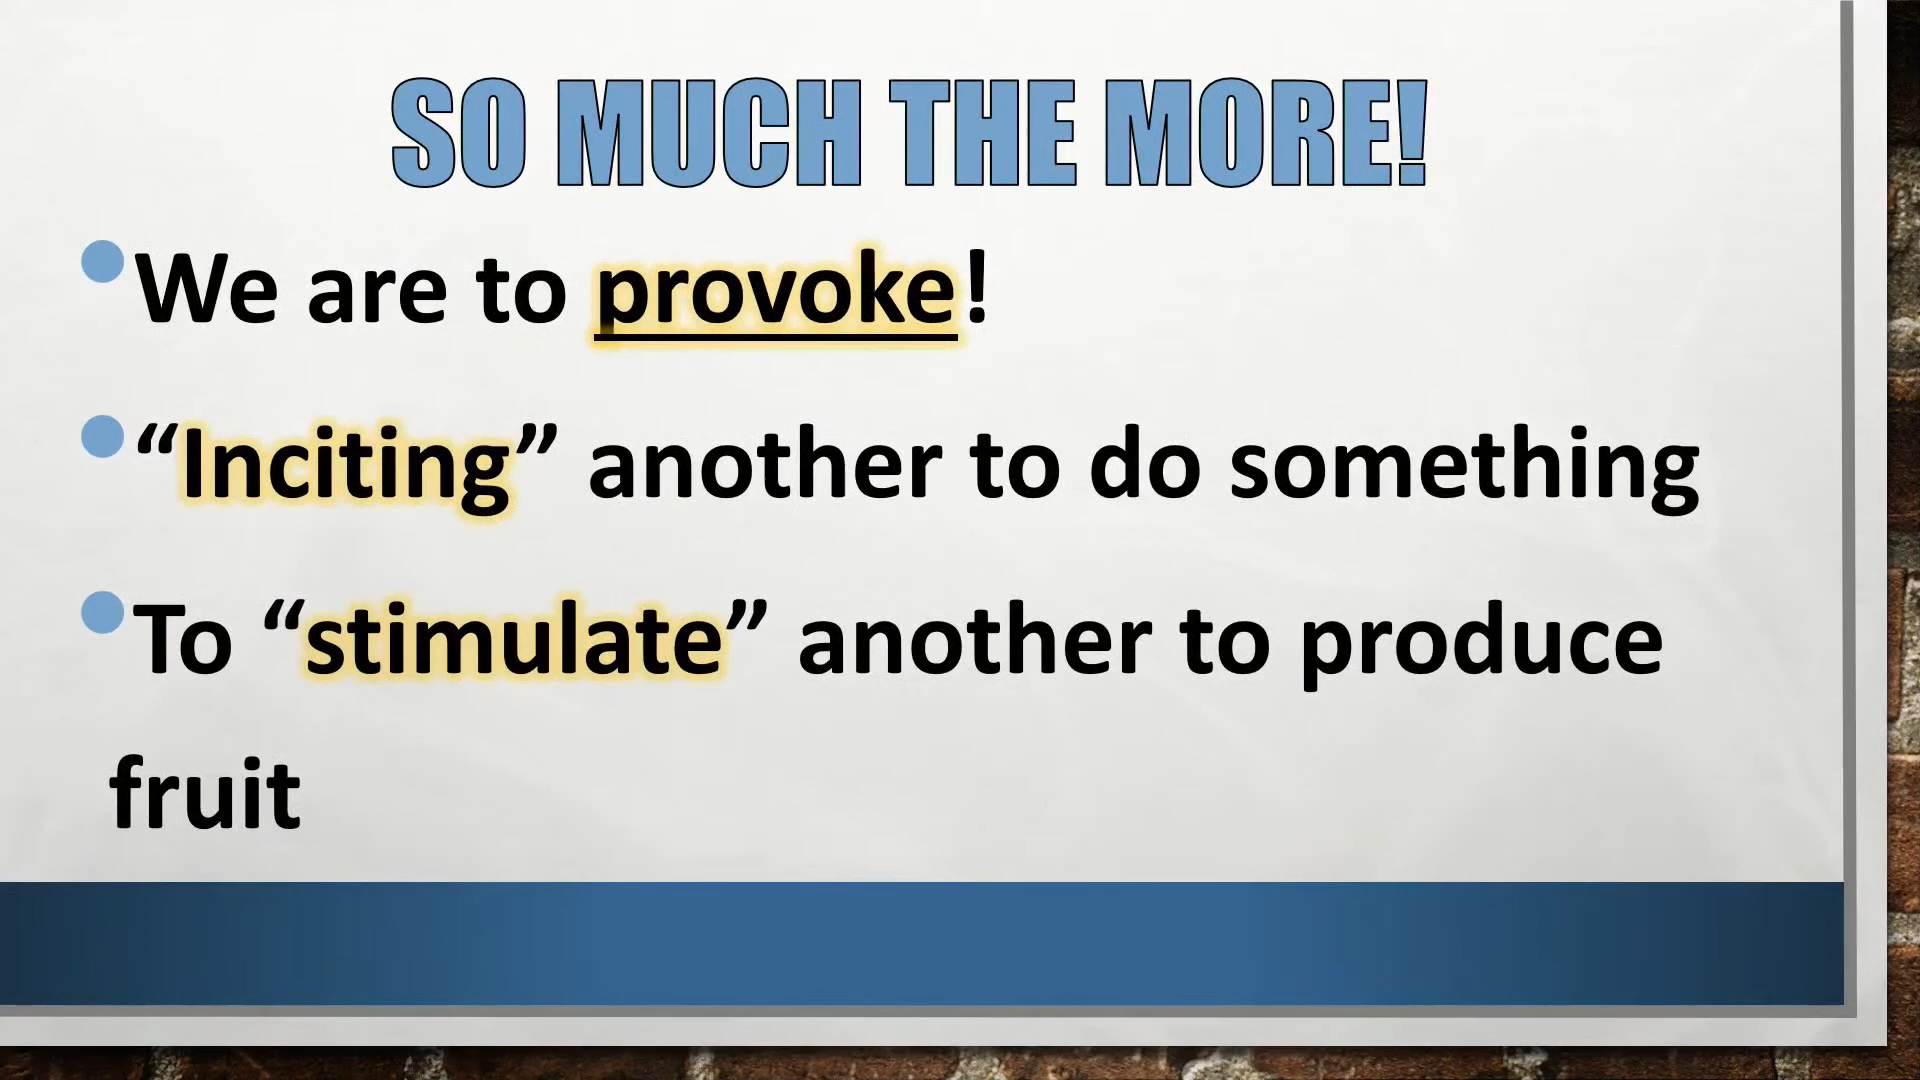 SO MUCH THE MORE!
• We are to provoke!
• “Inciting” another to do something
• To “stimulate” another to produce
fruit